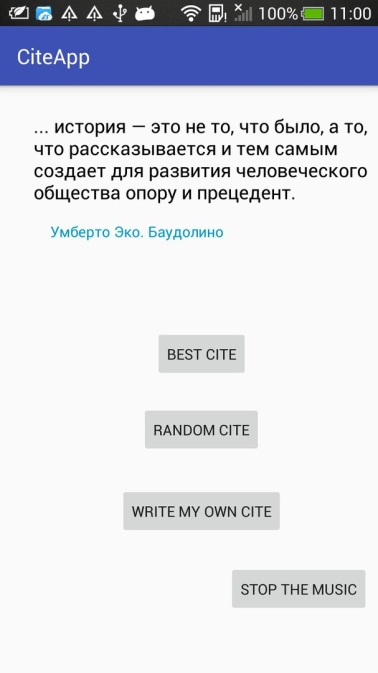 100% 11:00
CiteApp
... история — это не то, что было, а то,
что рассказывается и тем самым
создает для развития человеческого
общества опору и прецедент.
Умберто Эко. Баудолино
BEST CITE
RANDOM CITE
WRITE MY OWN CITE
STOP THE MUSIC